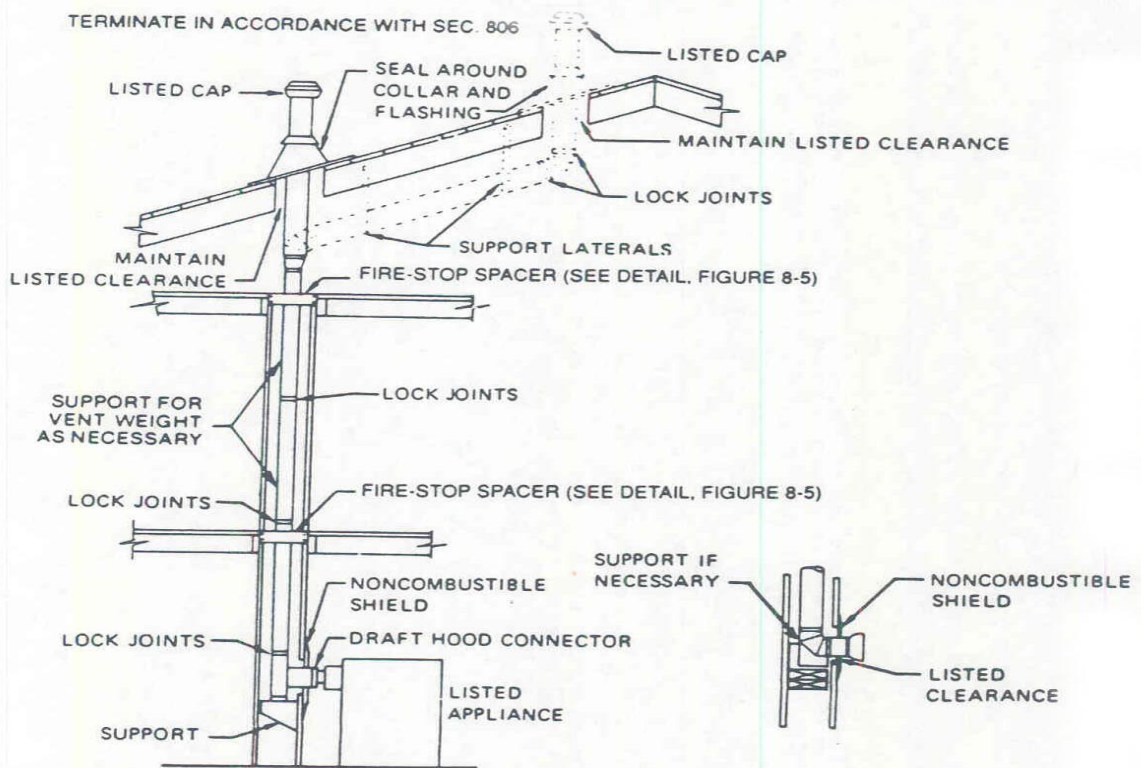 TERMINATE IN ACCORDANCE WITH SEC. 806
LISTED CAP
SEAL AROUND
COLLAR AND
FLASHING
LISTED CAP
MAINTAIN LISTED CLEARANCE
LOCK JOINTS
SUPPORT LATERALS
MAINTAIN
LISTED CLEARANCE
FIRE-STOP SPACER (SEE DETAIL, FIGURE 8-5)
LOCK JOINTS
SUPPORT FOR
VENT WEIGHT
AS NECESSARY
LOCK JOINTS
FIRE-STOP SPACER (SEE DETAIL, FIGURE 8-5)
NONCOMBUSTIBLE
SHIELD
LOCK JOINTS
DRAFT HOOD CONNECTOR
LISTED
APPLIANCE
SUPPORT
SUPPORT IF
NECESSARY
NONCOMBUSTIBLE
SHIELD
LISTED
CLEARANCE